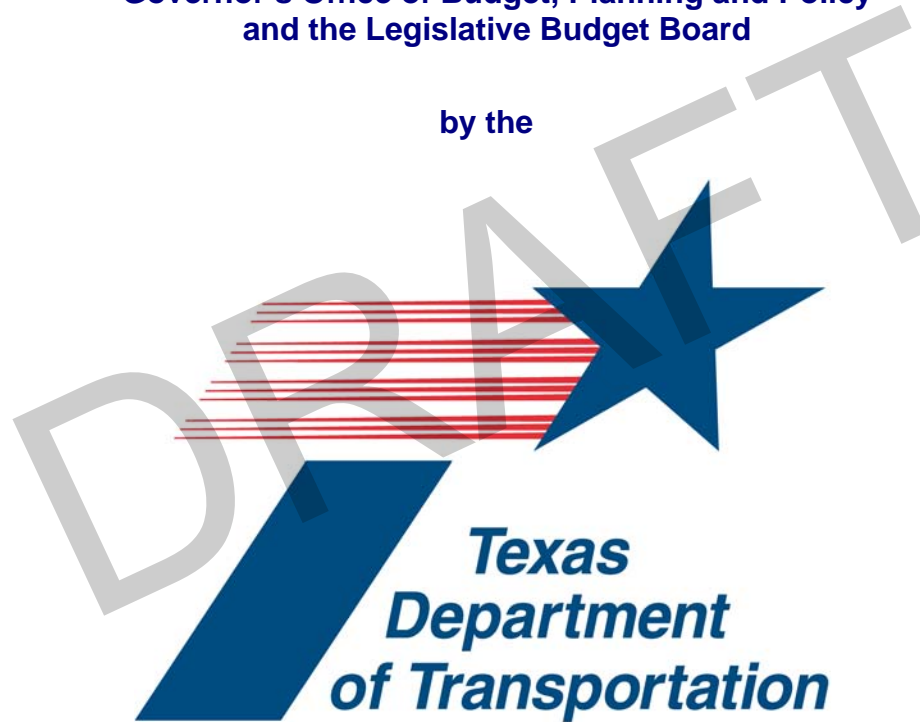 Governor's Office of Budget, Planning and Policy
and the Legislative Budget Board
by the
DRAFT
Texas
Department
of Transportation